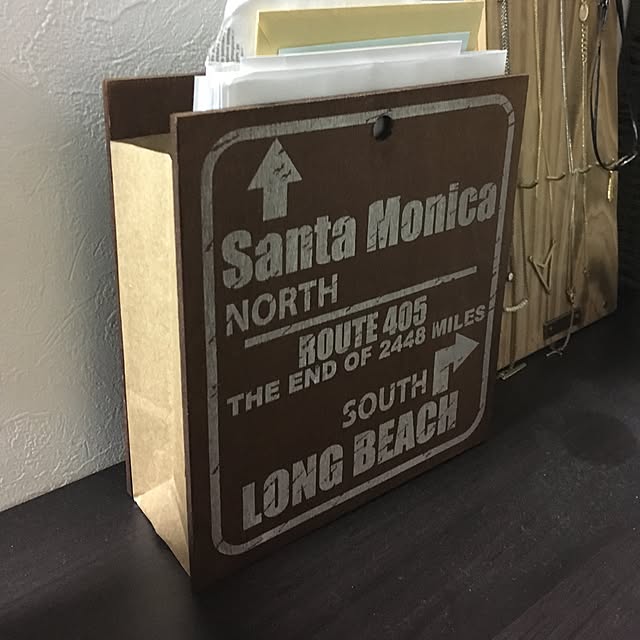 Santa Monica
NORTH
ROUTE 405
THE END OF 2448 MILES
SOUTH
LONG BEACH